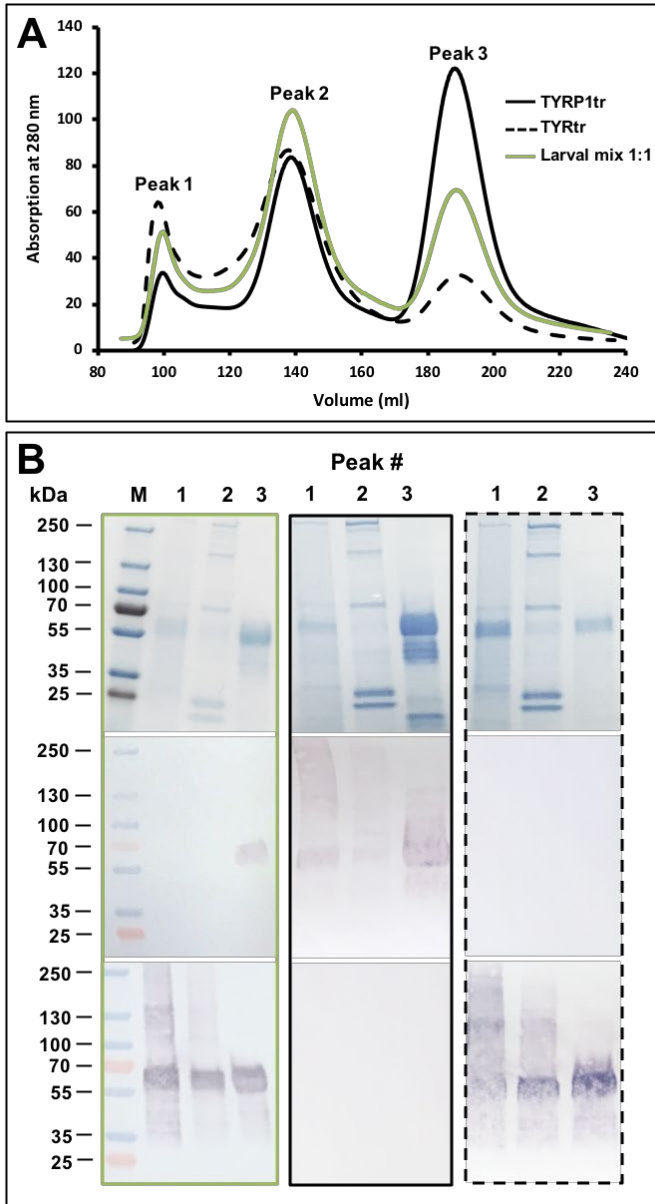 A
140
120
100
80
60
40
20
0
Absorption at 280 nm
Peak 1
Peak 2
Peak 3
TYRP1tr
TYRtr
Larval mix 1:1
80 100 120 140 160 180 200 220 240
Volume (ml)
B
Peak #
kDa M 1 2 3 1 2 3 1 2 3
250
130
100
70
55
35
25
250
130
100
70
55
35
25
250
130
100
70
55
35
25